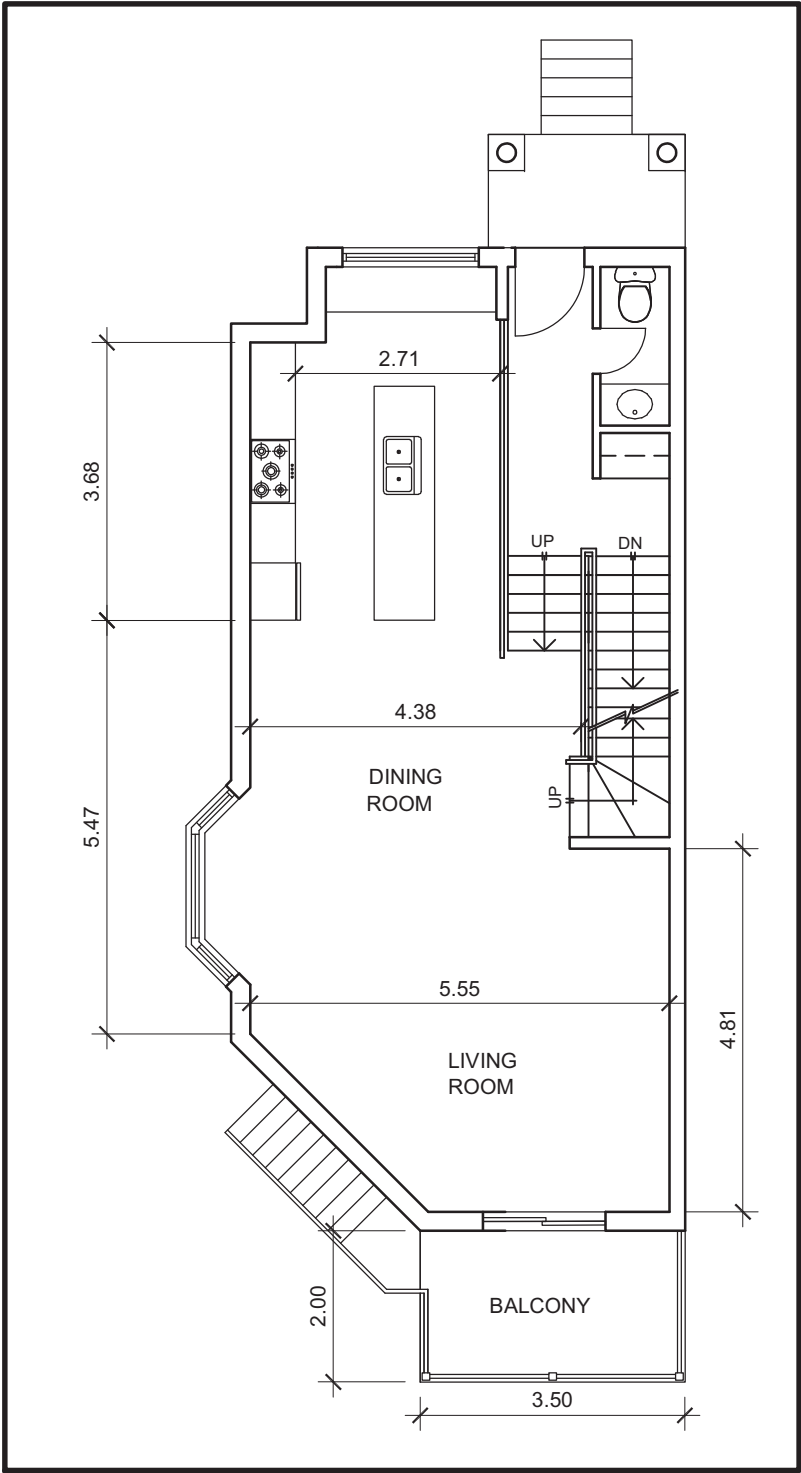 2.71
3.68
UP
DN
4.38
DINING
ROOM
UP
5.47
5.55
4.81
LIVING
ROOM
2.00
BALCONY
3.50